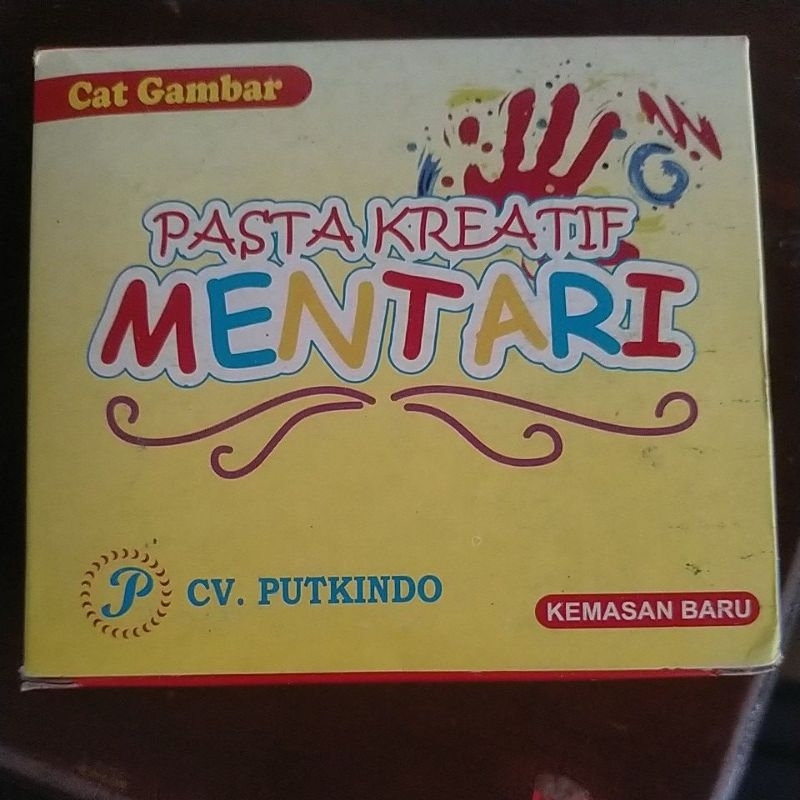 Cat Gambar
PASTA KREATIF
MENTARI
P
CV. PUTKINDO
KEMASAN BARU